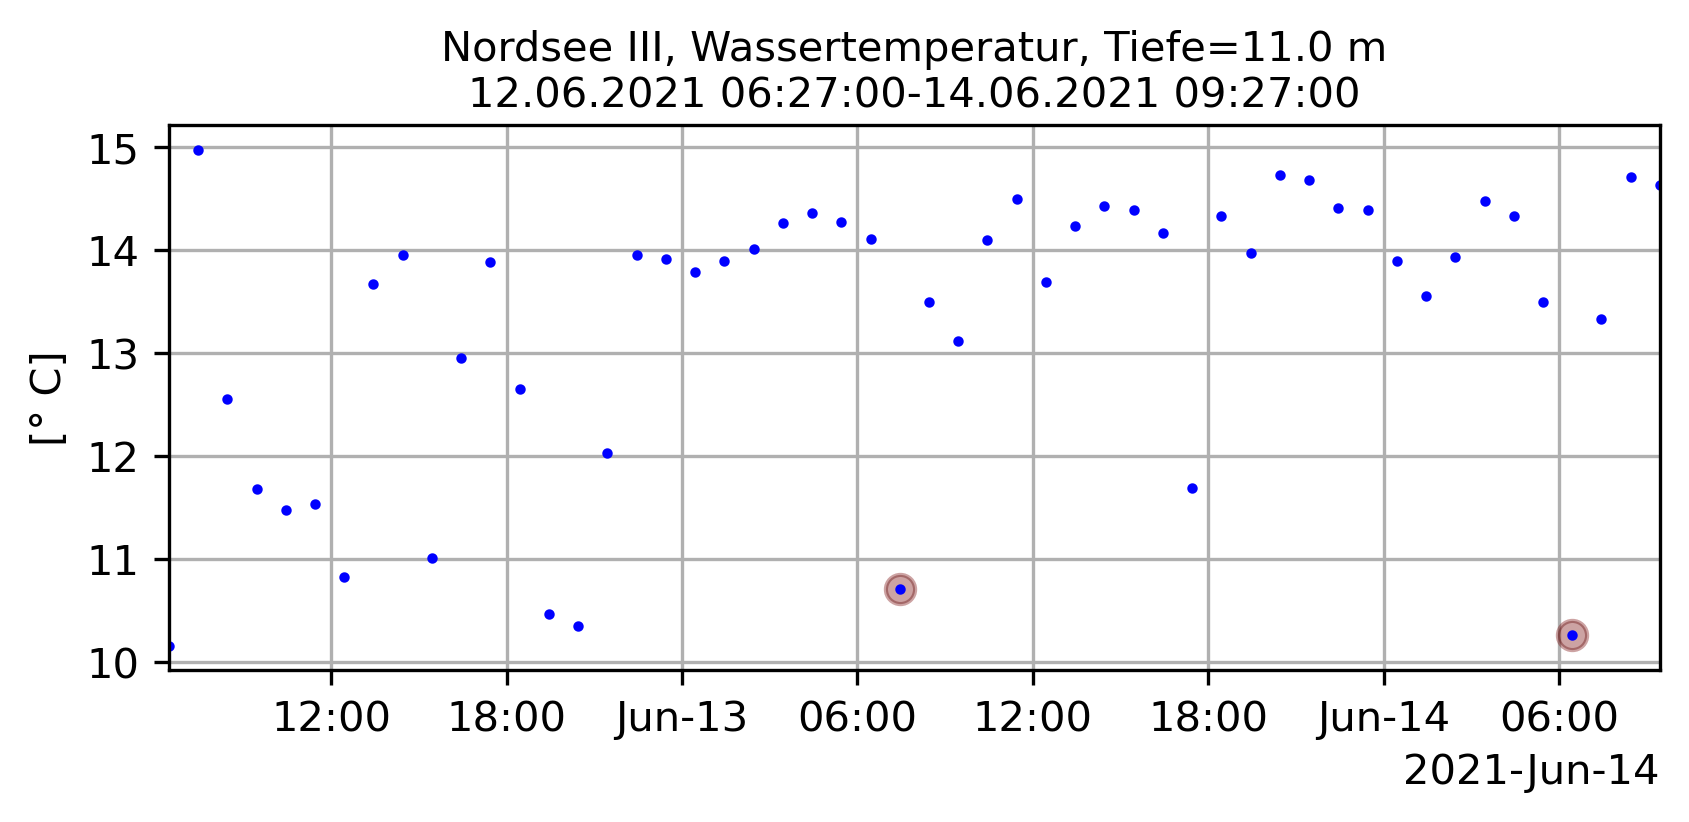 Nordsee III, Wassertemperatur, Tiefe=11.0 m
12.06.2021 06:27:00-14.06.2021 09:27:00
15
14
13
12
11
10
[° C]
12:00 18:00 Jun-13 06:00 12:00 18:00 Jun-14 06:00
2021-Jun-14